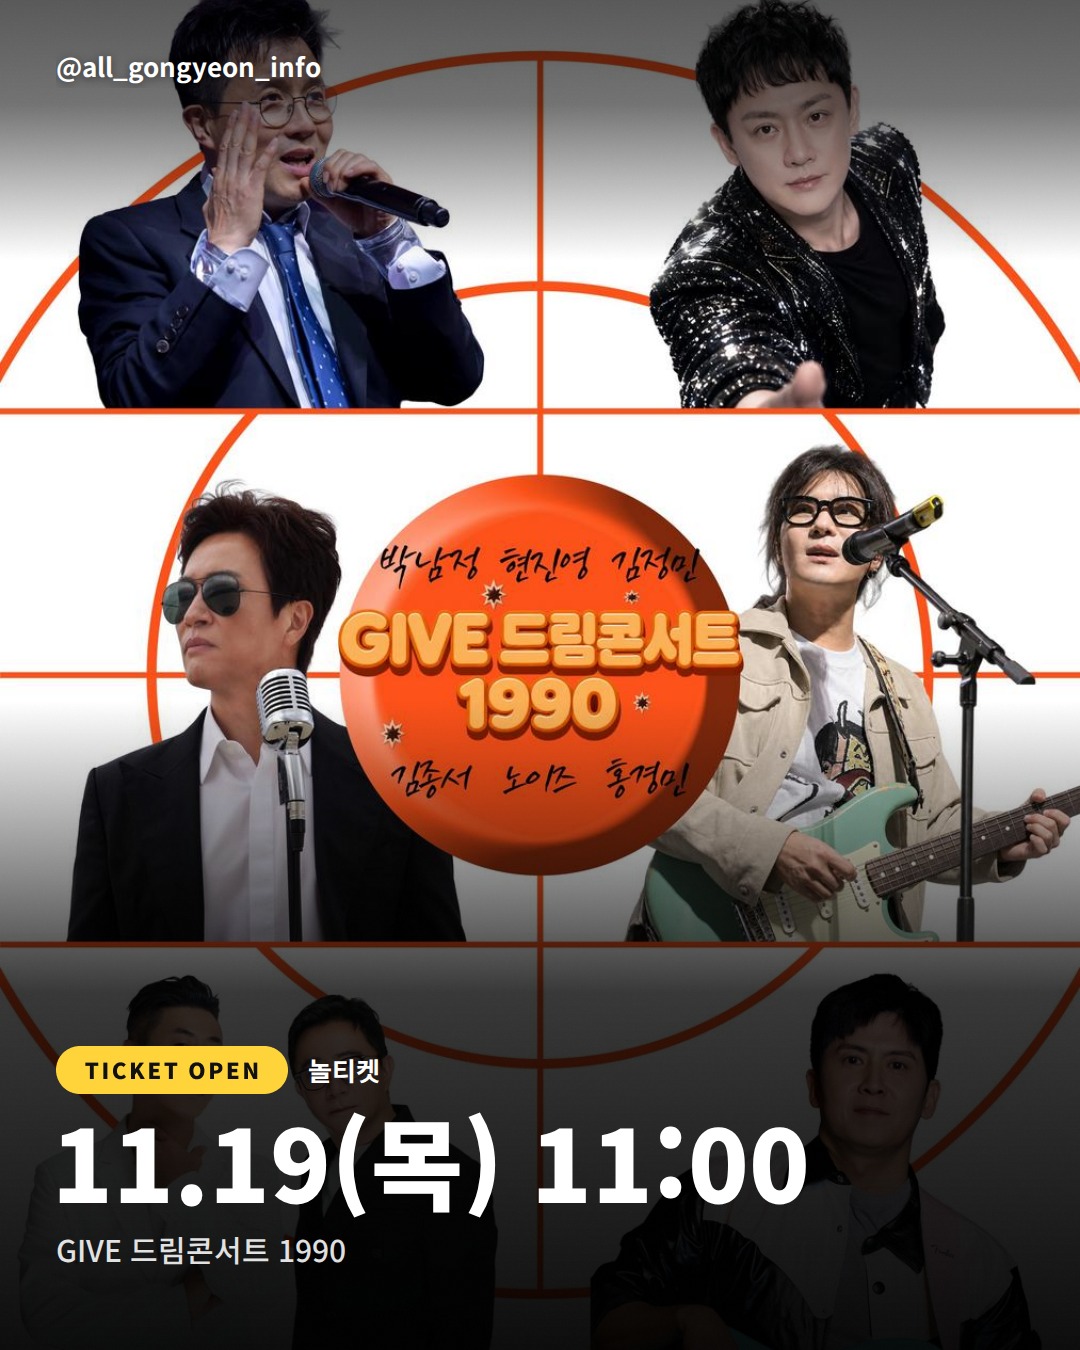 @all_gongyeon_info
박남정 현진영 김정민
GIVE 드림콘서트
1990
김종서 노이즈 홍경민
TICKET OPEN 놀티켓
11.19(목) 11:00
GIVE 드림콘서트 1990